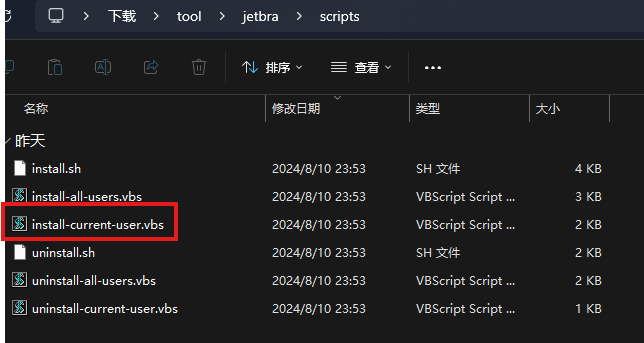 下载 > tool > jetbra > scripts
排序 查看 ...
名称 修改日期 类型 大小
昨天
install.sh 2024/8/10 23:53 SH 文件 4 KB
install-all-users.vbs 2024/8/10 23:53 VBScript Script ... 3 KB
install-current-user.vbs 2024/8/10 23:53 VBScript Script ... 2 KB
uninstall.sh 2024/8/10 23:53 SH 文件 2 KB
uninstall-all-users.vbs 2024/8/10 23:53 VBScript Script ... 2 KB
uninstall-current-user.vbs 2024/8/10 23:53 VBScript Script ... 1 KB